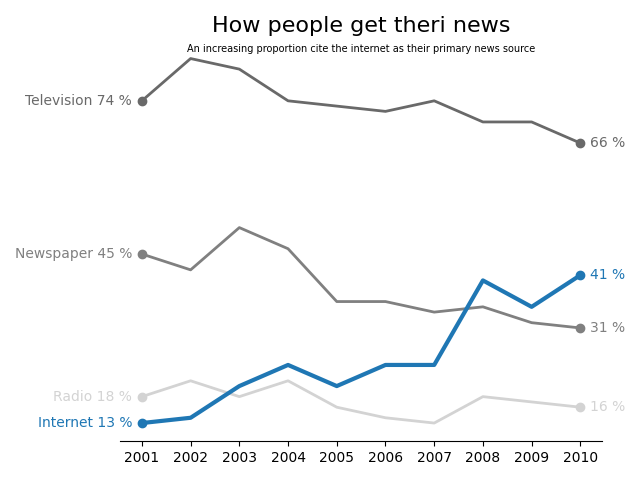 How people get theri news
An increasing proportion cite the internet as their primary news source
Television 74 %
66 %
Newspaper 45 %
41 %
31 %
Radio 18 %
16 %
Internet 13 %
2001 2002 2003 2004 2005 2006 2007 2008 2009 2010